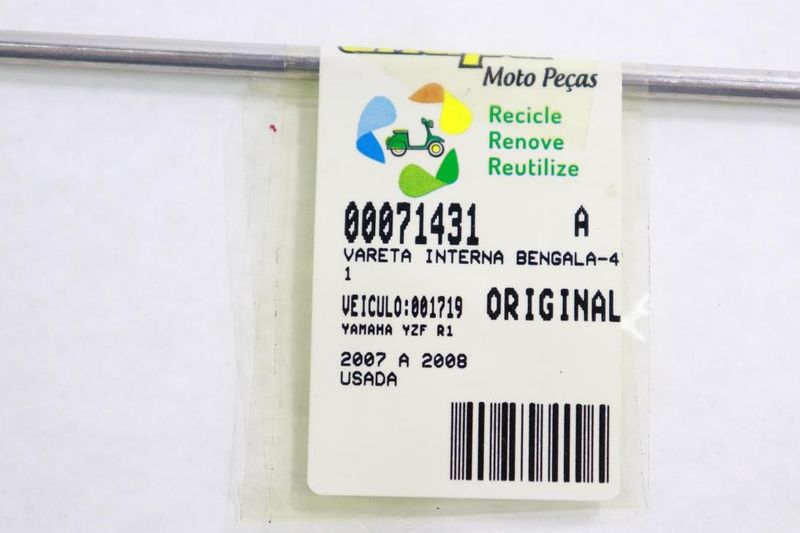 Moto Peças
Recicle
Renove
Reutilize
00071431 A
VARETA INTERNA BENGALA-4
1
VEICULO:001719 ORIGINAL
YAMAHA YZF R1
2007 A 2008
USADA